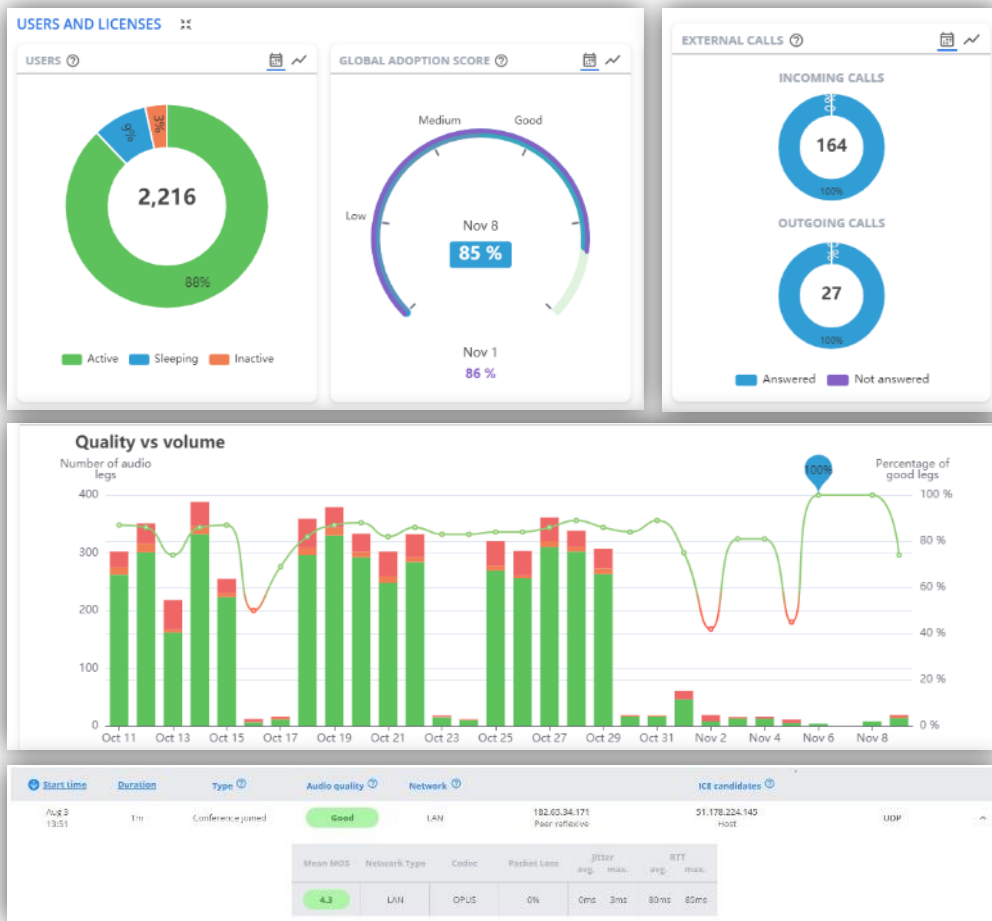 USERS AND LICENSES
USERS
3%
9%
2,216
88%
Active Sleeping Inactive
GLOBAL ADOPTION SCORE
Medium Good
Low
Nov 8
85 %
Nov 1
86 %
EXTERNAL CALLS
INCOMING CALLS
164
100%
OUTGOING CALLS
27
100%
Answered Not answered
Quality vs volume
Number of audio
legs
Percentage of
good legs
100%
400 100 %
300 80 %
60 %
200
40 %
100
20 %
0 0 %
Oct 11 Oct 13 Oct 15 Oct 17 Oct 19 Oct 21 Oct 23 Oct 25 Oct 27 Oct 29 Oct 31 Nov 2 Nov 4 Nov 6 Nov 8
Start time Duration Type Audio quality Network ICE candidates
Aug 3 1m Conference joined Good LAN 182.65.34.171 51.178.224.145 UDP
13:51 Peer reflexive Host
Jitter RTT
Mean MOS Network Type Codec Packet Loss avg. max. avg. max.
4.3 LAN OPUS 0% 0ms 3ms 80ms 85ms